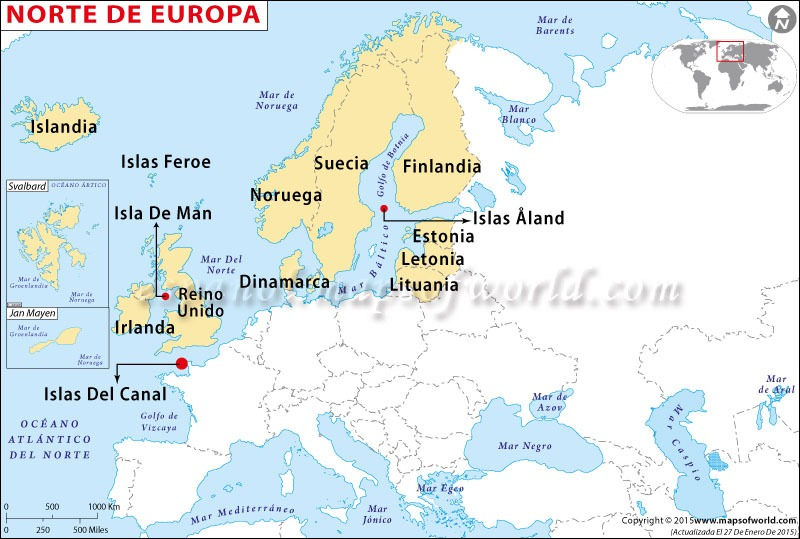 NORTE DE EUROPA
Mar de
Barents
N
Mar de
Noruega
Mar
Blanco
Islandia
Islas Feroe
Suecia
Golfo de Botnia
Finlandia
Svalbard
OCÉANO ÁRTICO
Noruega
Isla De Man
Islas Åland
Estonia
Mar Del
Norte
Letonia
Mar de
Groenlandia
Mar de
Noruega
Dinamarca
Mar Báltico
Lituania
Reino
Unido
espanol.mapsofworld.com
Jan Mayen
Mar de
Groenlandia
Mar de
Noruega
Irlanda
Islas Del Canal
Mar
de Aral
Mar de
Azov
Mar Caspio
Golfo de
Vizcaya
OCÉANO
ATLÁNTICO
DEL NORTE
Mar Negro
Mar Egeo
Mar Mediterráneo
Mar
Jónico
0 500 1000 Km
0 250 500 Miles
Copyright © 2015www.mapsofworld.com
(Actualizada El 27 De Enero De 2015)